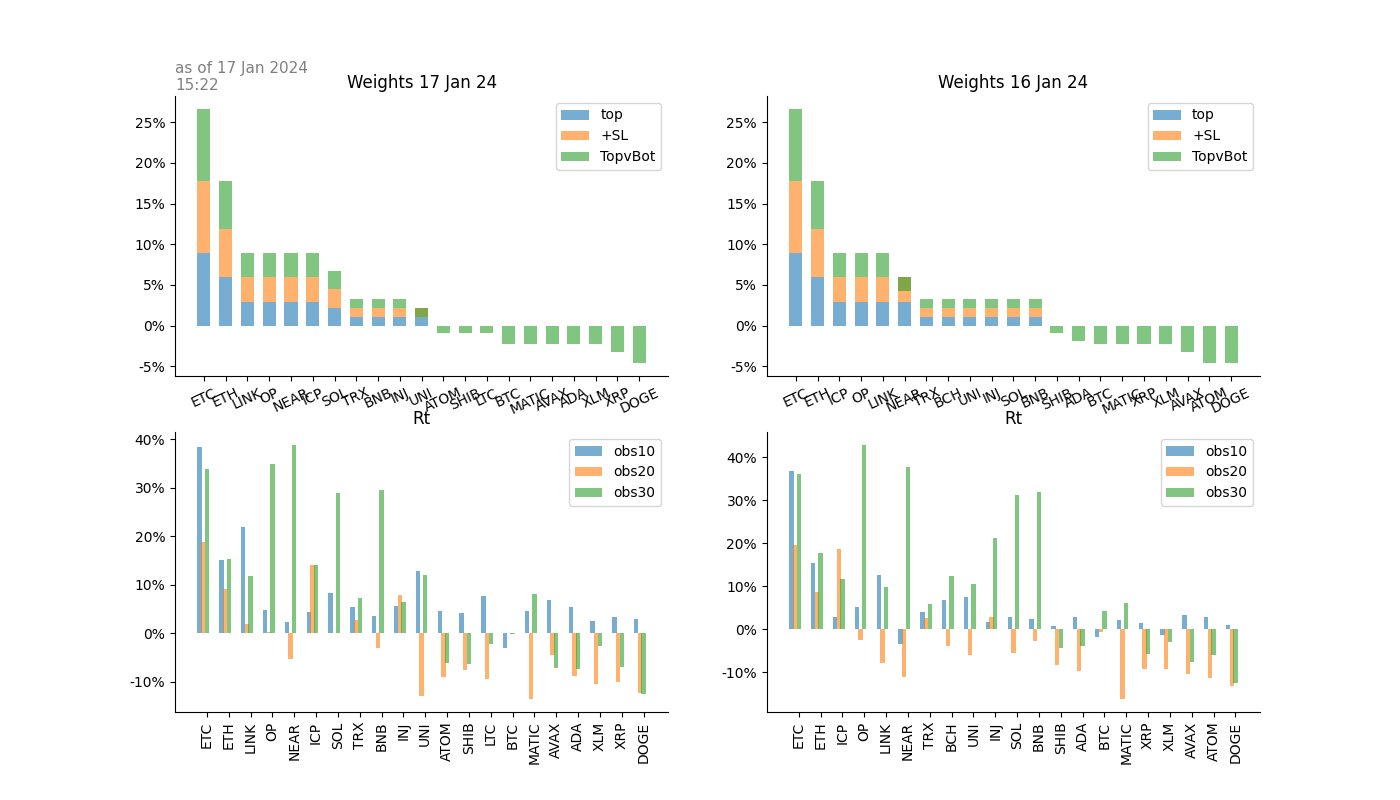 as of 17 Jan 2024
15:22
Weights 17 Jan 24
top
+SL
TopvBot
25%
20%
15%
10%
5%
0%
-5%
ETC ETH LINK OP NEAR ICP SOL TRX BNB INJ UNI ATOM SHIB LTC BTC MATIC AVAX ADA XLM XRP DOGE
Weights 16 Jan 24
top
+SL
TopvBot
25%
20%
15%
10%
5%
0%
-5%
ETC ETH ICP OP LINK NEAR TRX BCH UNI INJ SOL BNB SHIB ADA BTC MATIC XRP XLM AVAX ATOM DOGE
Rt
obs10
obs20
obs30
40%
30%
20%
10%
0%
-10%
ETC ETH LINK OP NEAR ICP SOL TRX BNB INJ UNI ATOM SHIB LTC BTC MATIC AVAX ADA XLM XRP DOGE
Rt
obs10
obs20
obs30
40%
30%
20%
10%
0%
-10%
ETC ETH ICP OP LINK NEAR TRX BCH UNI INJ SOL BNB SHIB ADA BTC MATIC XRP XLM AVAX ATOM DOGE